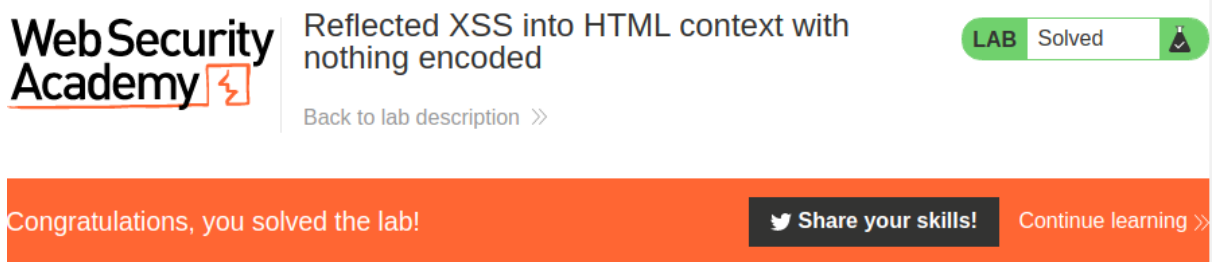 Web Security
Academy
Reflected XSS into HTML context with
nothing encoded
Back to lab description
LAB Solved
Congratulations, you solved the lab!
Share your skills!
Continue learning